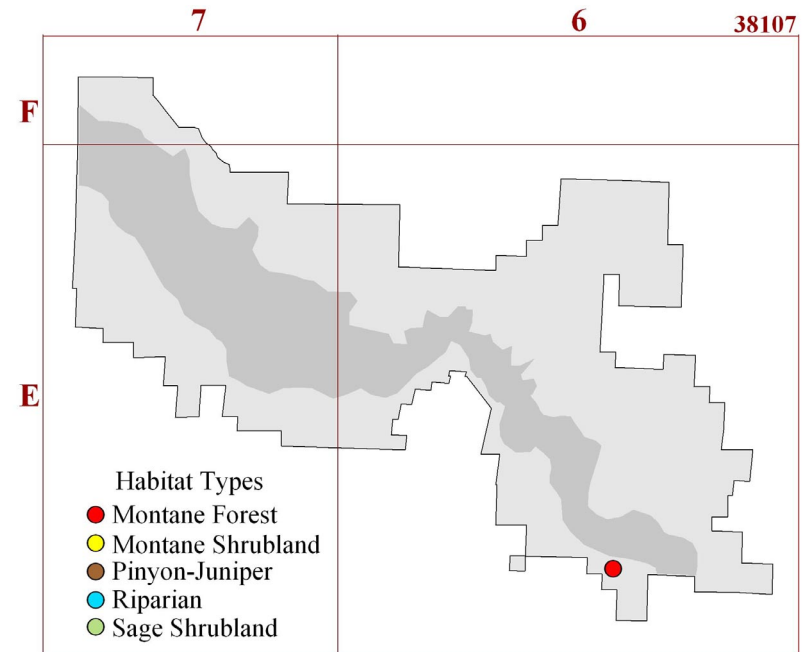 7 6 38107
F
E
Habitat Types
Montane Forest
Montane Shrubland
Pinyon-Juniper
Riparian
Sage Shrubland